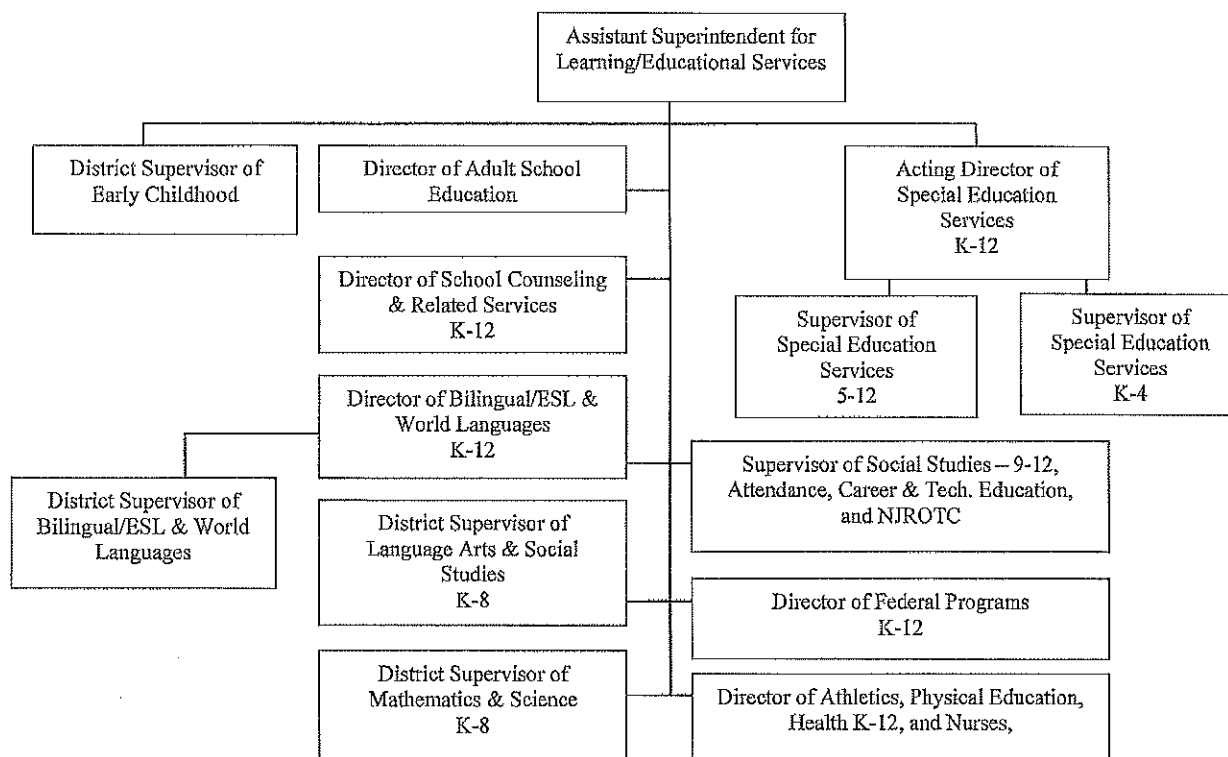 Assistant Superintendent for
Learning/Educational Services
District Supervisor of
Early Childhood
Director of Adult School
Education
Acting Director of
Special Education
Services
K-12
Director of School Counseling
& Related Services
K-12
Supervisor of
Special Education
Services
5-12
Supervisor of
Special Education
Services
K-4
Director of Bilingual/ESL &
World Languages
K-12
District Supervisor of
Bilingual/ESL & World
Languages
Supervisor of Social Studies – 9-12,
Attendance, Career & Tech. Education,
and NJROTC
District Supervisor of
Language Arts & Social
Studies
K-8
Director of Federal Programs
K-12
District Supervisor of
Mathematics & Science
K-8
Director of Athletics, Physical Education,
Health K-12, and Nurses,